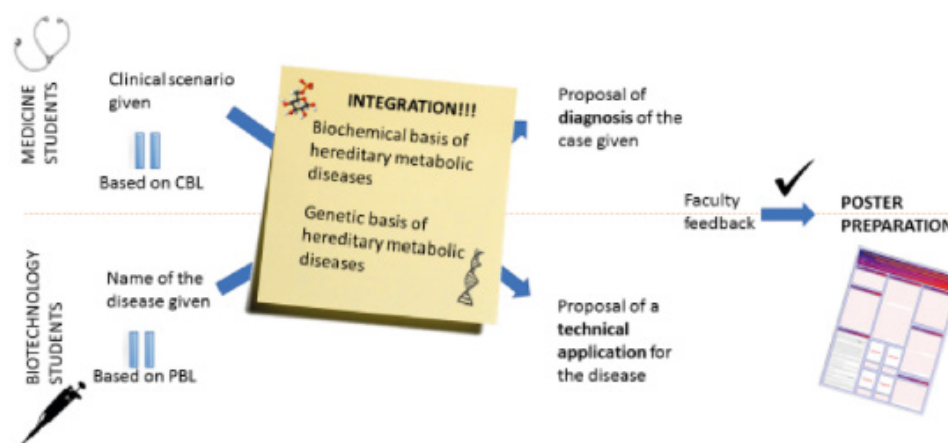 MEDICINE
STUDENTS
Clinical scenario
given
Based on CBL
INTEGRATION!!!
Biochemical basis of
hereditary metabolic
diseases
Genetic basis of
hereditary metabolic
diseases
Proposal of
diagnosis of the
case given
Faculty
feedback
POSTER
PREPARATION
BIOTECHNOLOGY
STUDENTS
Name of the
disease given
Based on PBL
Proposal of a
technical
application for
the disease